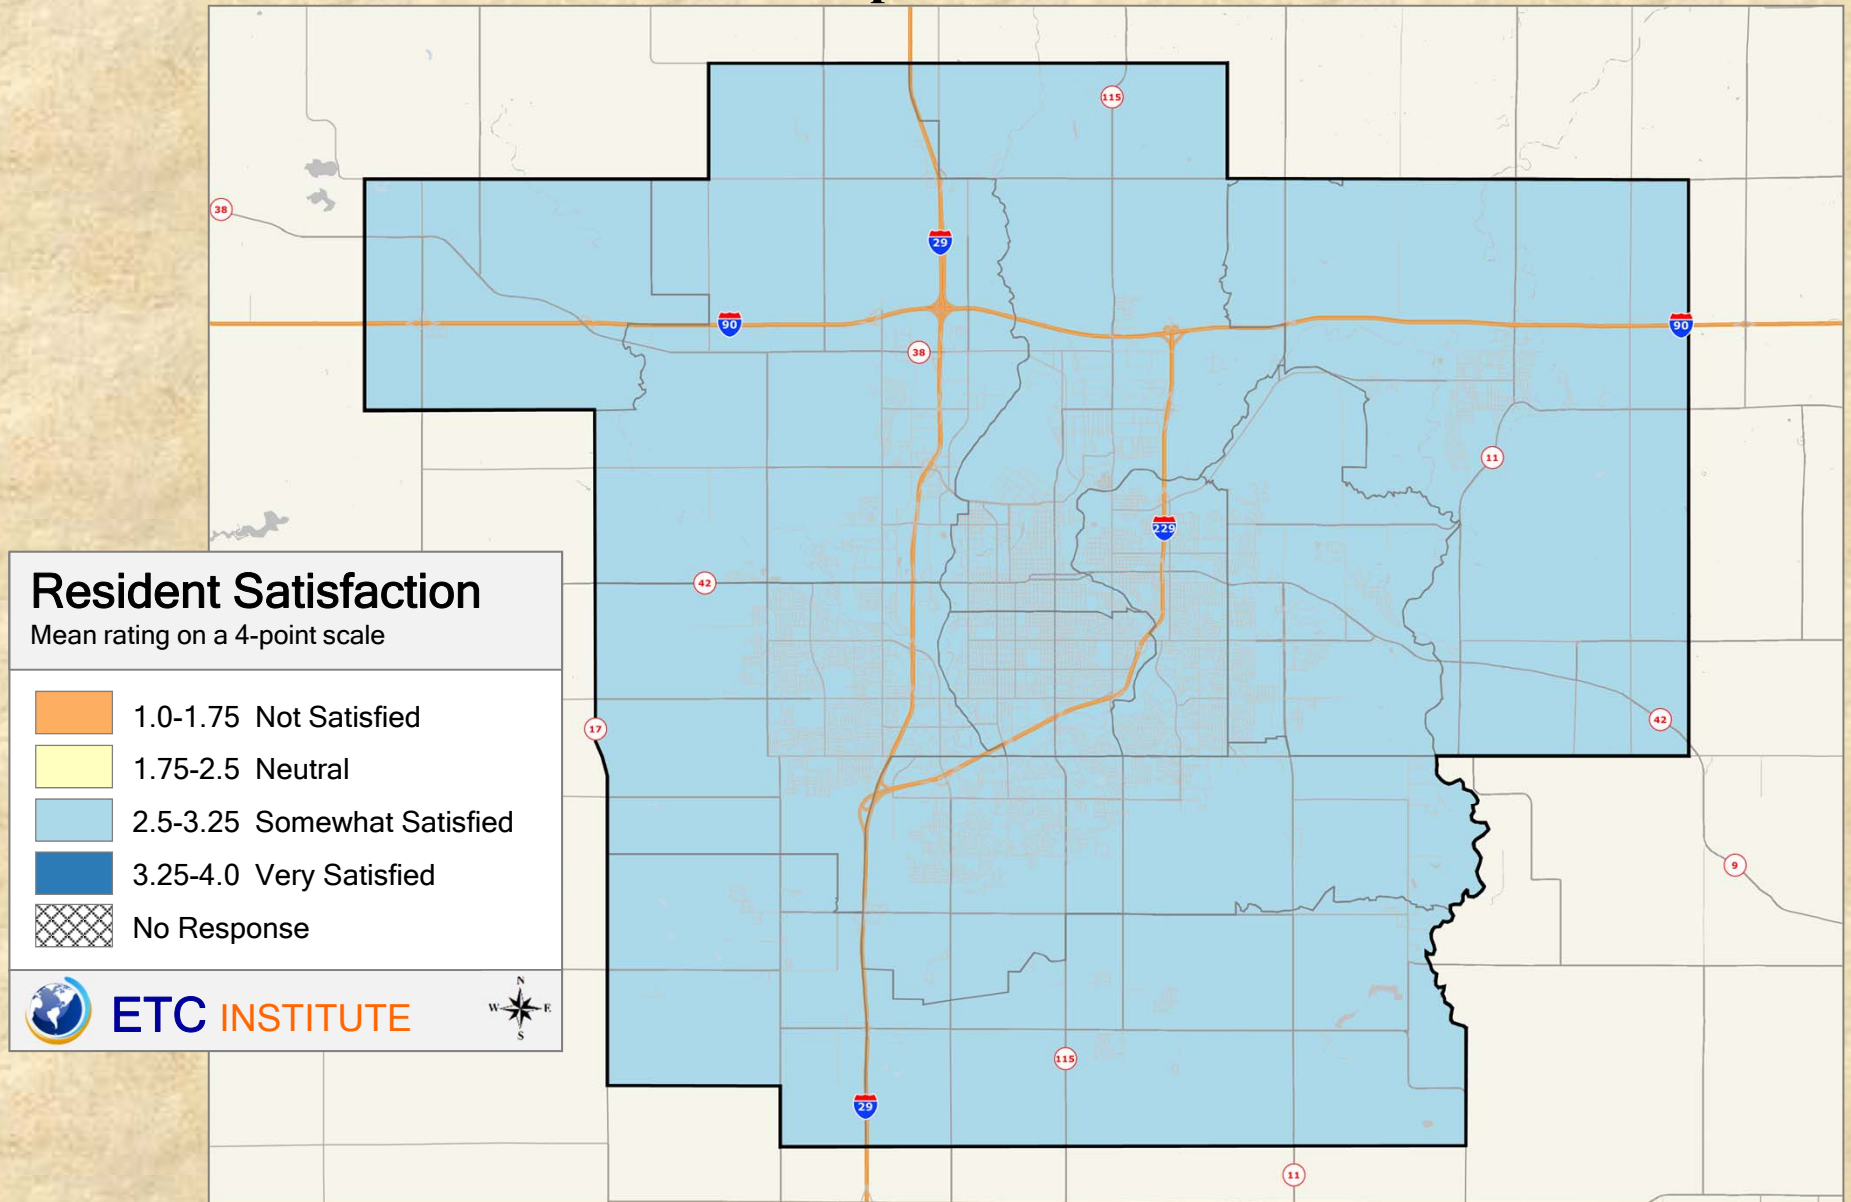 115
38
29
90
90
38
11
229
42
17
42
9
115
29
11
Resident Satisfaction
Mean rating on a 4-point scale
1.0-1.75 Not Satisfied
1.75-2.5 Neutral
2.5-3.25 Somewhat Satisfied
3.25-4.0 Very Satisfied
No Response
ETC INSTITUTE
N
W E
S